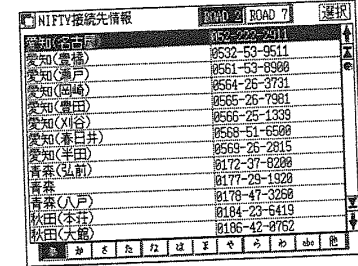 NIFTY接続先情報 ROAD 2 ROAD 7 選択
愛知(名古屋) 052-222-2911
愛知(豊橋) 0532-53-9511
愛知(瀬戸) 0561-53-8900
愛知(岡崎) 0564-26-3731
愛知(豊田) 0565-26-7981
愛知(刈谷) 0566-25-1339
愛知(春日井) 0568-51-6500
愛知(半田) 0569-26-2815
青森(弘前) 0172-37-8200
青森 0177-29-1920
青森(八戸) 0178-47-3260
秋田(本荘) 0184-23-6419
秋田(大館) 0186-42-0762
あ か さ た な は ま や ら わ abc 他